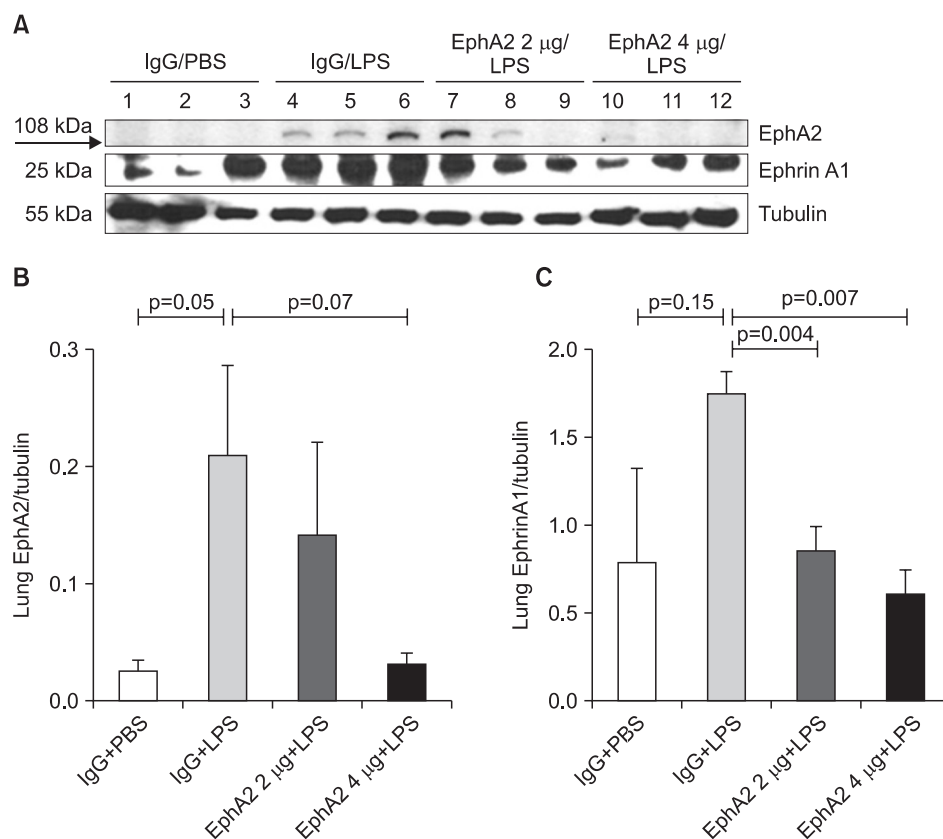 A
IgG/PBS
IgG/LPS
EphA2 2 μg/
LPS
EphA2 4 μg/
LPS
1 2 3 4 5 6 7 8 9 10 11 12
108 kDa
EphA2
25 kDa
Ephrin A1
55 kDa
Tubulin
B
p=0.05
p=0.07
0.3
0.2
0.1
0.0
Lung EphA2/tubulin
IgG+PBS
IgG+LPS
EphA2 2 μg+LPS
EphA2 4 μg+LPS
C
p=0.15
p=0.007
p=0.004
2.0
1.5
1.0
0.5
0.0
Lung EphrinA1/tubulin
IgG+PBS
IgG+LPS
EphA2 2 μg+LPS
EphA2 4 μg+LPS